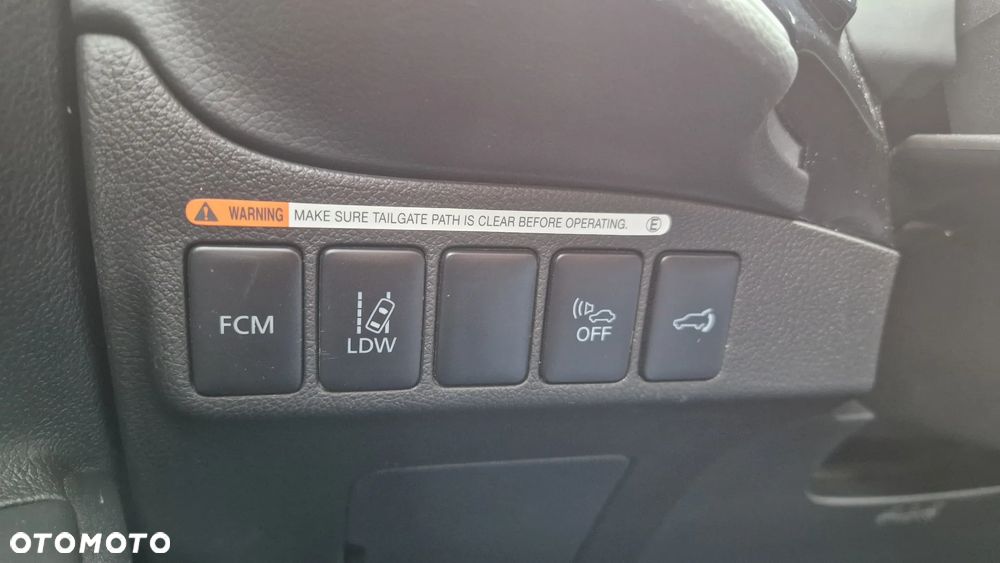 WARNING MAKE SURE TAILGATE PATH IS CLEAR BEFORE OPERATING. E
FCM
LDW
OFF
OTOMOTO